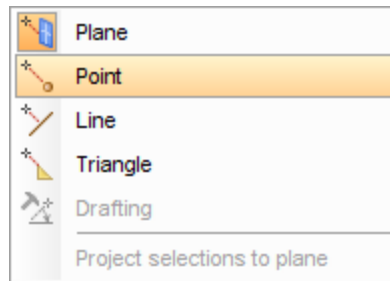 Plane
Point
Line
Triangle
Drafting
Project selections to plane